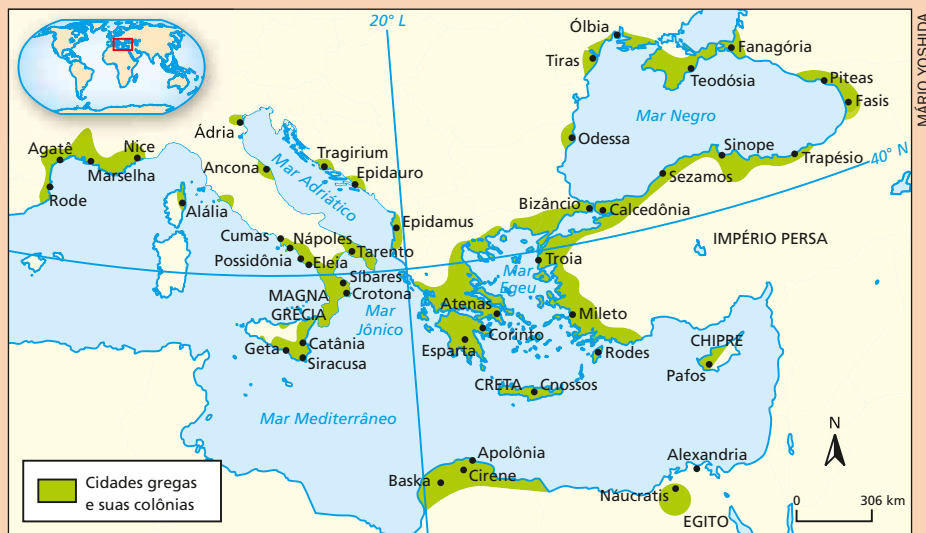 20° L
MÁRIO YOSHIDA
Ólbia
Fanagória
Tiras
Teodósia
Piteas
Fasis
Mar Negro
Ádria
Odessa
Agatê
Nice
Marselha
Tragirium
Sinope
Trapésio
40° N
Ancona
Epidauro
Mar Adriático
Sezamos
Rode
Alália
Bizâncio
Calcedônia
Epidamus
Cumas
Nápoles
Tarento
IMPÉRIO PERSA
Possidônia
Eleia
Troia
Mar
Egeu
Síbares
MAGNA
GRÉCIA
Crotona
Mar
Jônico
Atenas
Mileto
Corinto
Catânia
Geta
Siracusa
Esparta
Rodes
CHIPRE
Pafos
CRETA
Cnossos
Mar Mediterrâneo
N
Apolônia
Alexandria
Cirene
Baska
Náucratis
EGITO
Cidades gregas
e suas colônias
0 306 km